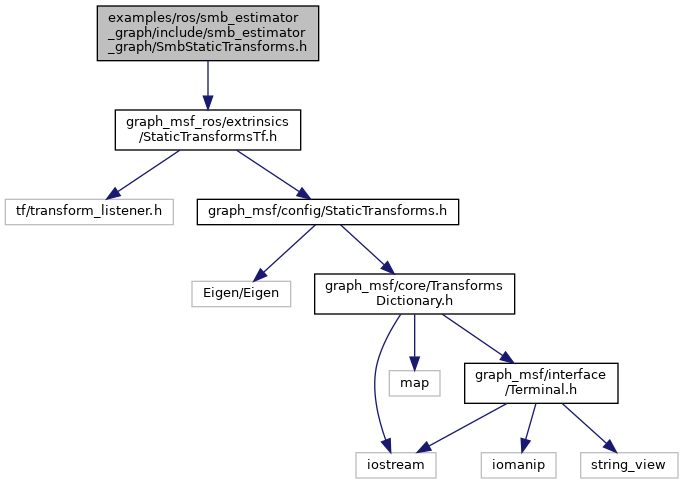 examples/ros/smb_estimator
_graph/include/smb_estimator
_graph/SmbStaticTransforms.h
graph_msf_ros/extrinsics
/StaticTransformsTf.h
tf/transform_listener.h
graph_msf/config/StaticTransforms.h
Eigen/Eigen
graph_msf/core/Transforms
Dictionary.h
map
graph_msf/interface
/Terminal.h
iostream
iomanip
string_view